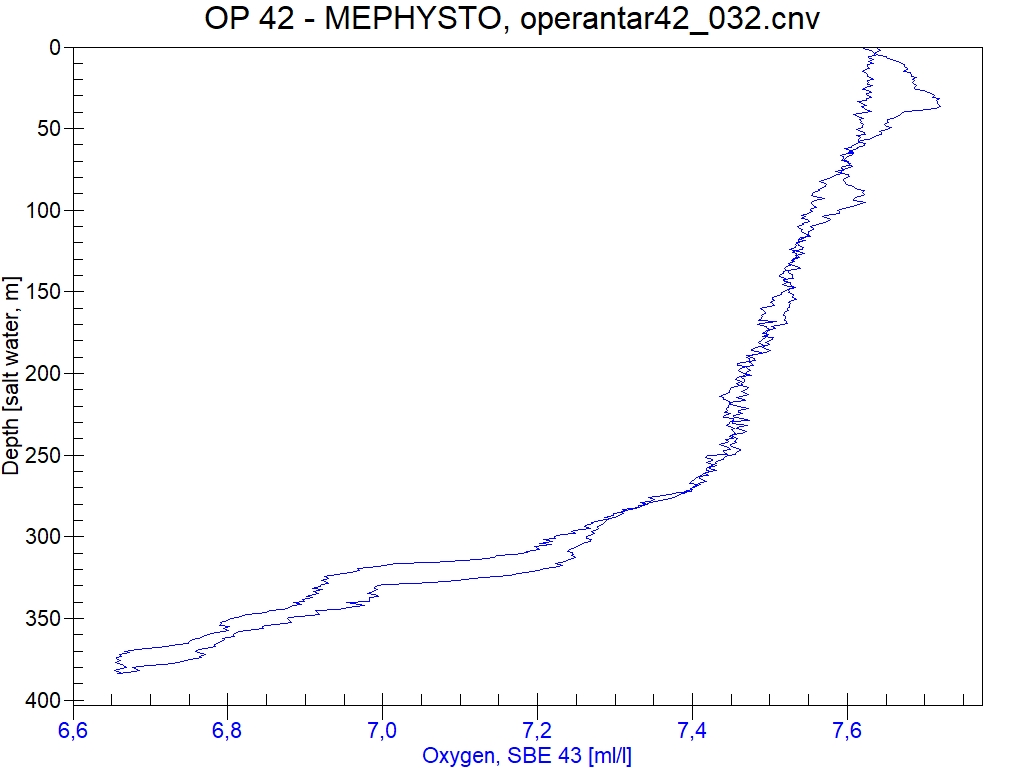 OP 42 - MEPHYSTO, operantar42_032.cnv
0
50
100
150
200
250
300
350
400
Depth [salt water, m]
6,6 6,8 7,0 7,2 7,4 7,6
Oxygen, SBE 43 [ml/l]